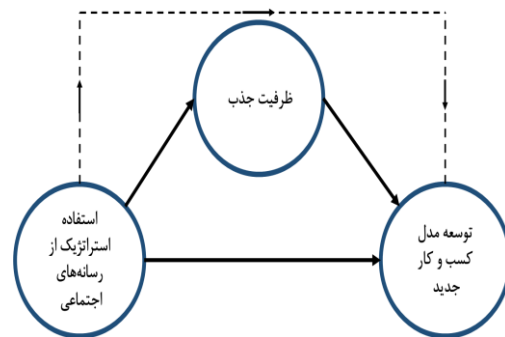 ظرفیت جذب
استفاده
استراتژیک از
رسانه‌های
اجتماعی
توسعه مدل
کسب و کار
جدید